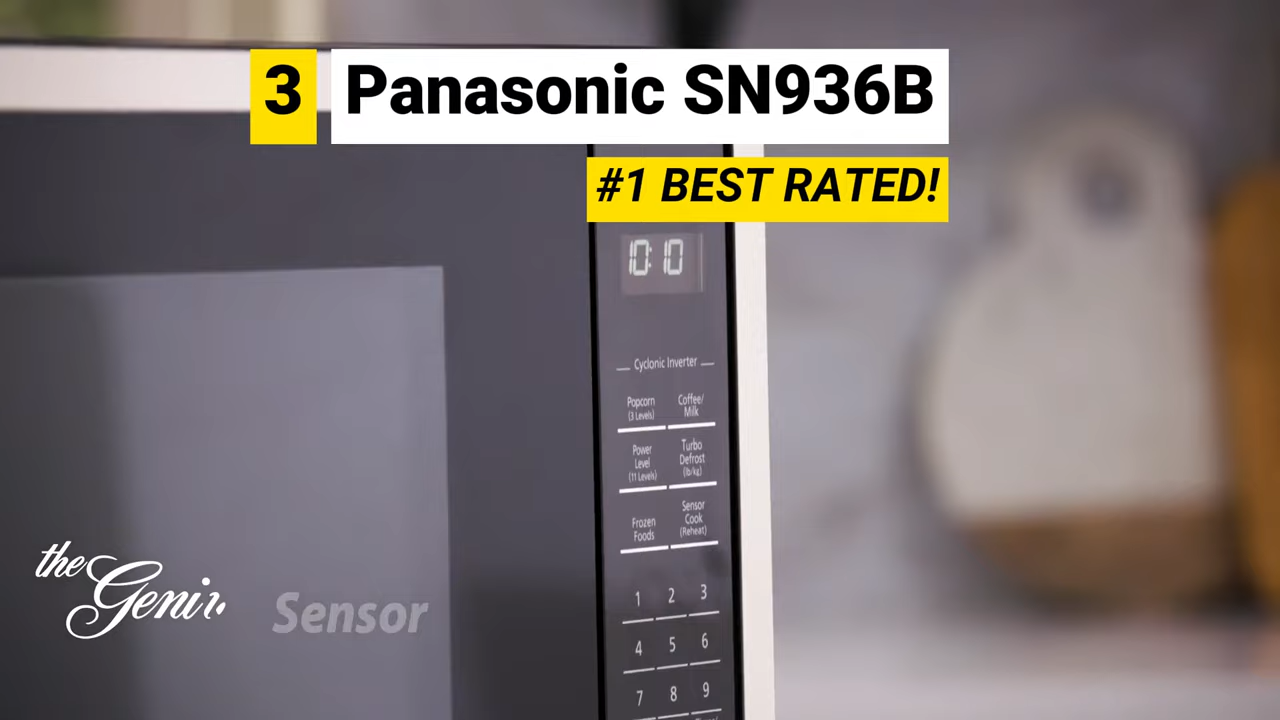 3 Panasonic SN936B
#1 BEST RATED!
10:10
Cyclonic Inverter
Popcorn
(3 Levels)
Coffee/
Milk
Power
Level
(11 Levels)
Turbo
Defrost
(lb/kg)
Frozen
Foods
Sensor
Cook
(Reheat)
1 2 3
4 5 6
7 8 9
the
Sensor